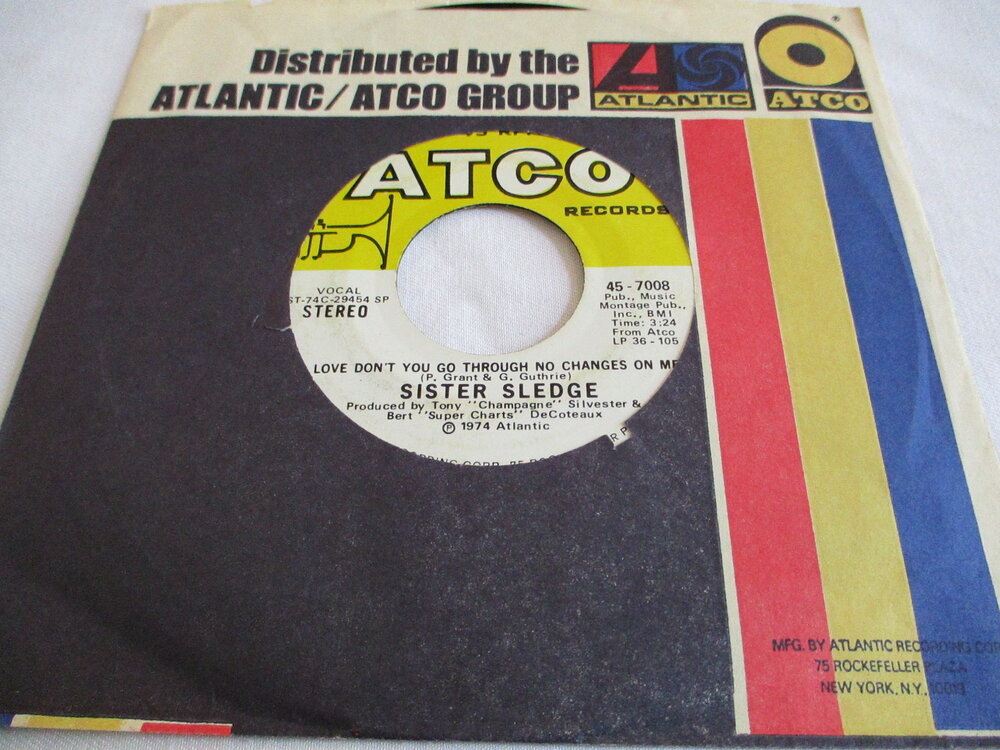 Distributed by the
ATLANTIC/ATCO GROUP
ATLANTIC
ATCO
ATCO
RECORDS
VOCAL
ST-74C-29454 SP
STEREO
45-7008
Pub., Music
Montage Pub.,
Inc., BMI
Time: 3:24
From Atco
LP 36-105
LOVE DON'T YOU GO THROUGH NO CHANGES ON ME
(P. Grant & G. Guthrie)
SISTER SLEDGE
Produced by Tony "Champagne" Silvester &
Bert "Super Charts" DeCoteaux
Ⓟ 1974 Atlantic
MFG. BY ATLANTIC RECORDING COR
75 ROCKEFELLER PLAZA
NEW YORK, N.Y.